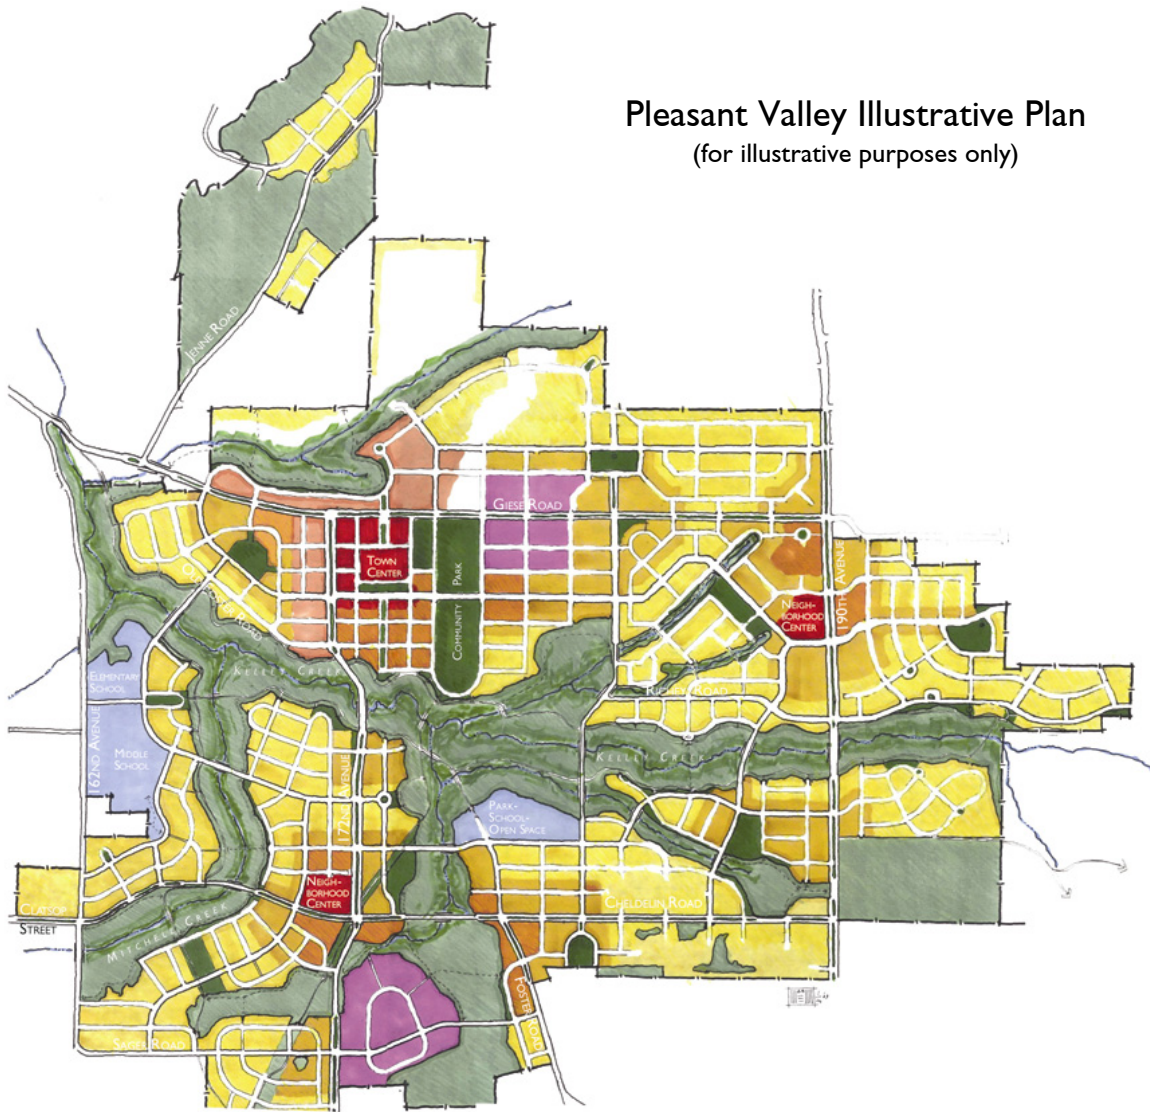 Pleasant Valley Illustrative Plan
(for illustrative purposes only)
JENNE ROAD
GIESE ROAD
TOWN
CENTER
COMMUNITY PARK
190TH AVENUE
NEIGH-
BORHOOD
CENTER
KELLEY CREEK
RICHEY ROAD
ELEMENTARY
SCHOOL
162ND AVENUE
MIDDLE
SCHOOL
KELLEY CREEK
172ND AVENUE
PARK-
SCHOOL-
OPEN SPACE
NEIGH-
BORHOOD
CENTER
CHELDELIN ROAD
CLATSOP
STREET
MITCHELL CREEK
FOSTER ROAD
SAGER ROAD